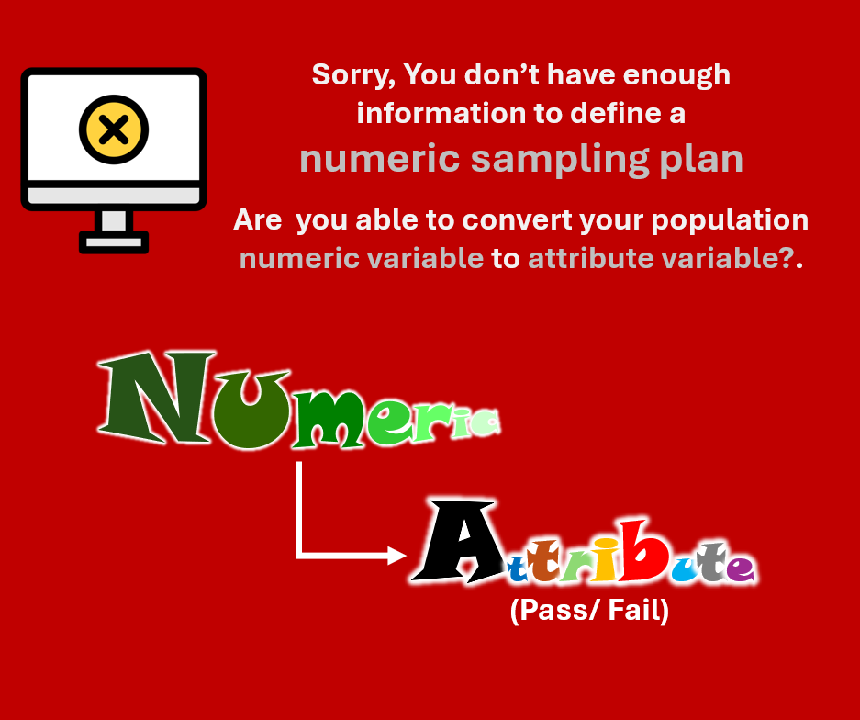 Sorry, You don't have enough
information to define a
numeric sampling plan
Are you able to convert your population
numeric variable to attribute variable?.
Numeric
Attribute
(Pass/ Fail)